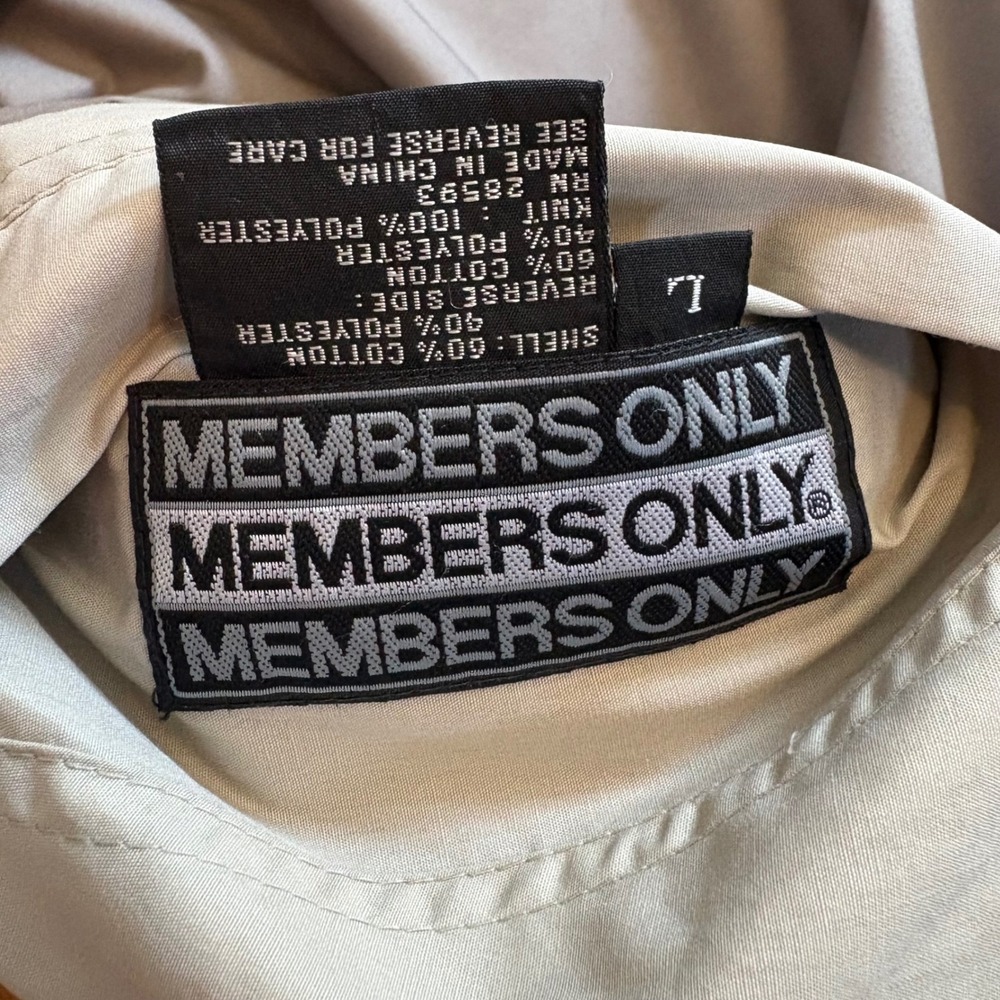 SHELL: 60% COTTON
40% POLYESTER
REVERSE SIDE:
60% COTTON
40% POLYESTER
KNIT : 100% POLYESTER
RN 28593
MADE IN CHINA
SEE REVERSE FOR CARE
L
MEMBERS ONLY
MEMBERS ONLY®
MEMBERS ONLY